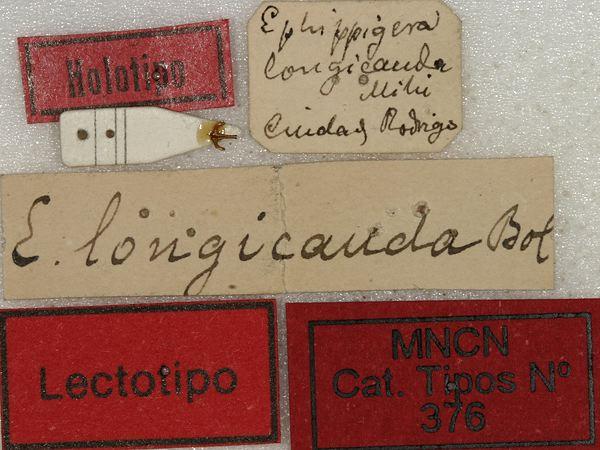 Holotipo
Ephippigera
longicauda
Mihi
Ciudad Rodrigo
E. longicauda Bol
Lectotipo
MNCN
Cat. Tipos Nº
376